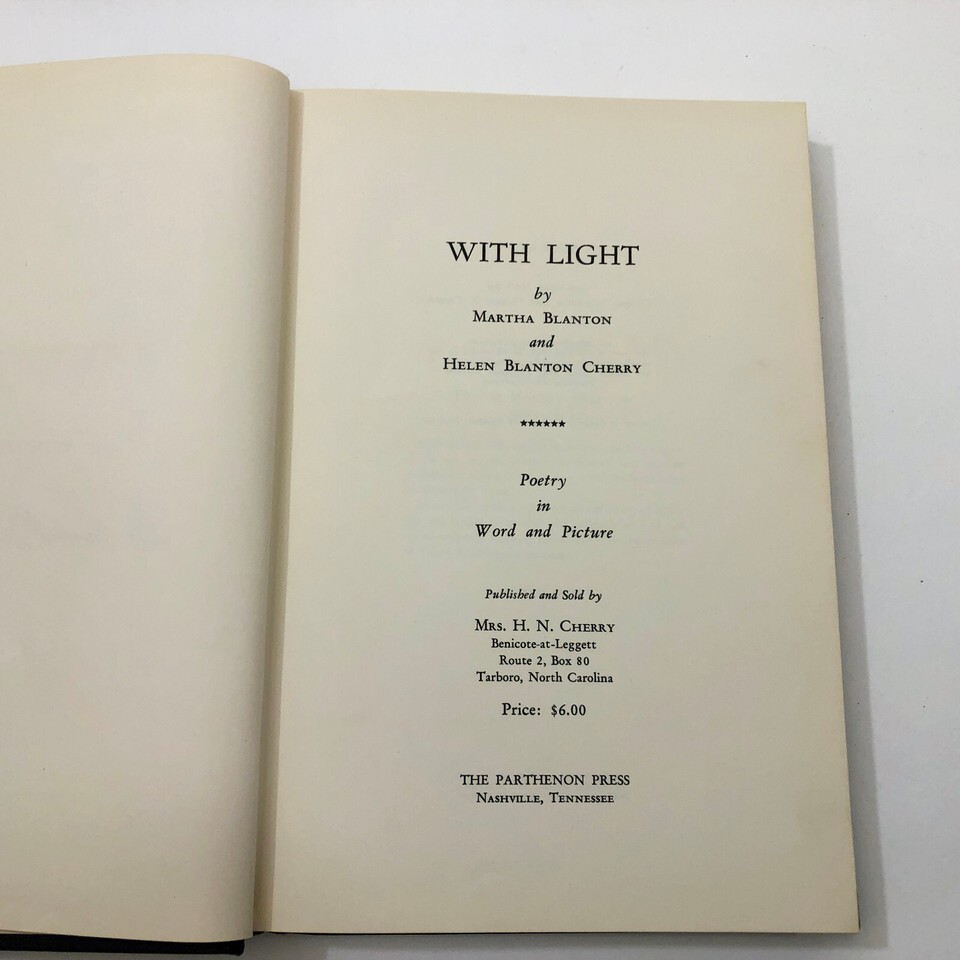 WITH LIGHT
by
MARTHA BLANTON
and
HELEN BLANTON CHERRY
★★★★★★
Poetry
in
Word and Picture
Published and Sold by
MRS. H. N. CHERRY
Benicote-at-Leggett
Route 2, Box 80
Tarboro, North Carolina
Price: $6.00
THE PARTHENON PRESS
NASHVILLE, TENNESSEE